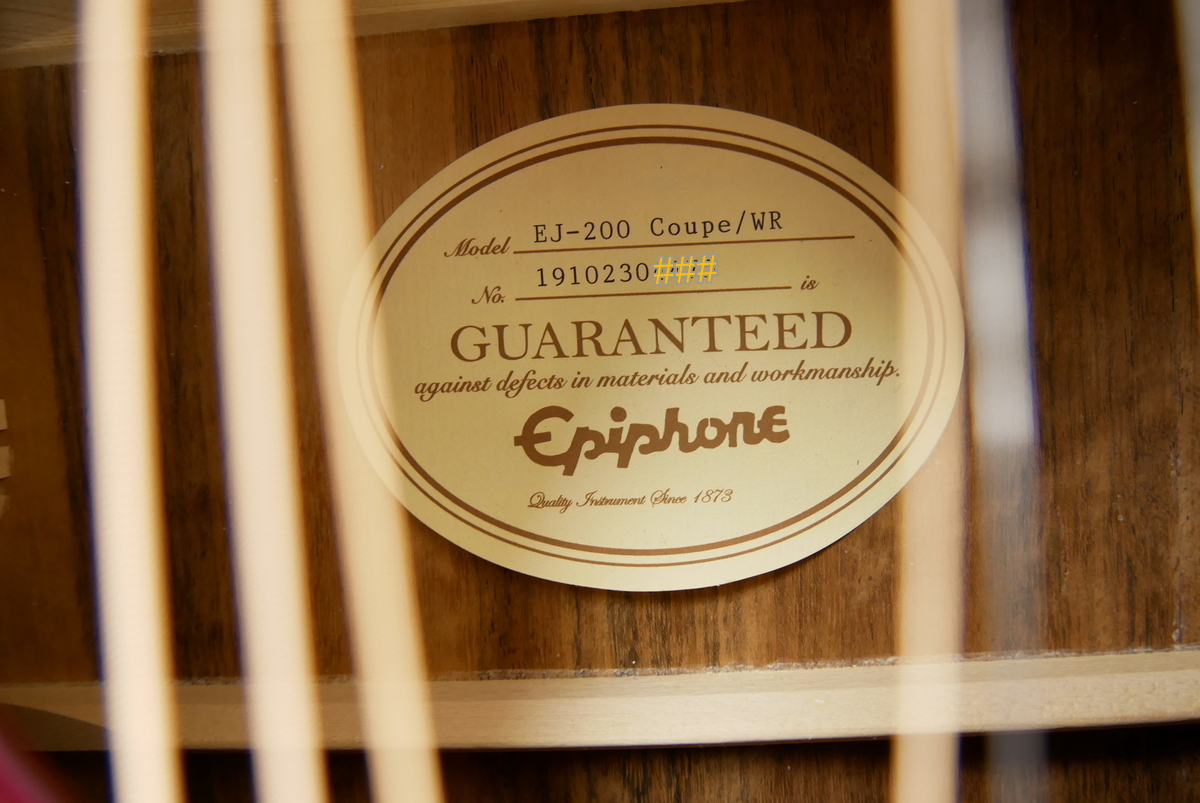 Model EJ-200 Coupe/WR
No. 1910230### is
GUARANTEED
against defects in materials and workmanship.
Epiphone
Quality Instrument Since 1873